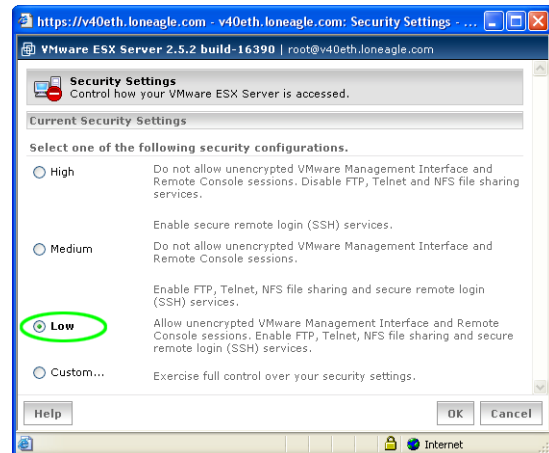 https://v40eth.loneagle.com - v40eth.loneagle.com: Security Settings - ...
VMware ESX Server 2.5.2 build-16390 | root@v40eth.loneagle.com
Security Settings
Control how your VMware ESX Server is accessed.
Current Security Settings
Select one of the following security configurations.
High
Do not allow unencrypted VMware Management Interface and
Remote Console sessions. Disable FTP, Telnet and NFS file sharing
services.
Enable secure remote login (SSH) services.
Medium
Do not allow unencrypted VMware Management Interface and
Remote Console sessions.
Enable FTP, Telnet, NFS file sharing and secure remote login
(SSH) services.
Low
Allow unencrypted VMware Management Interface and Remote
Console sessions. Enable FTP, Telnet, NFS file sharing and secure
remote login (SSH) services.
Custom...
Exercise full control over your security settings.
Help
OK
Cancel
Internet